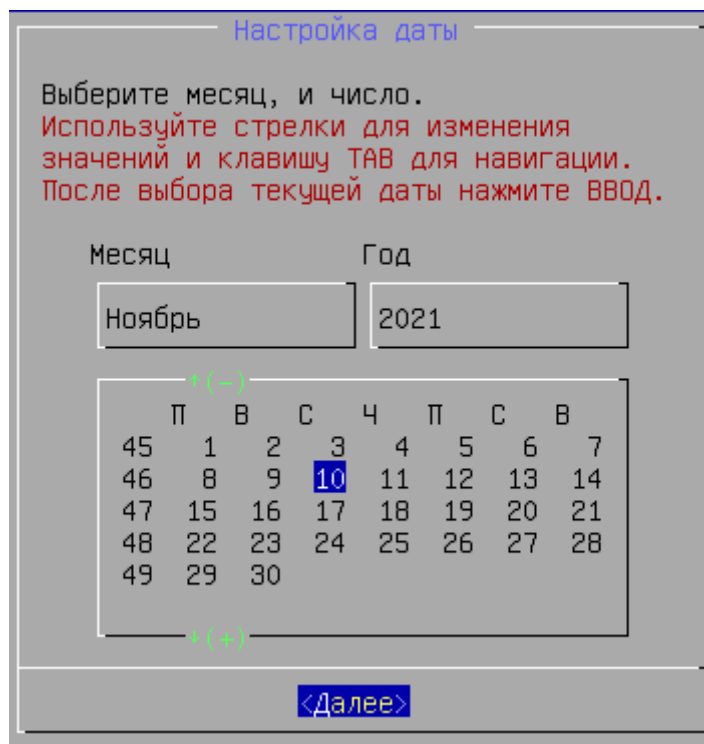 Настройка даты
Выберите месяц, и число.
Используйте стрелки для изменения
значений и клавишу TAB для навигации.
После выбора текущей даты нажмите ВВОД.
Месяц Год
Ноябрь 2021
↑(-)
П В С Ч П С В
45 1 2 3 4 5 6 7
46 8 9 10 11 12 13 14
47 15 16 17 18 19 20 21
48 22 23 24 25 26 27 28
49 29 30
↓(+)
<Далее>